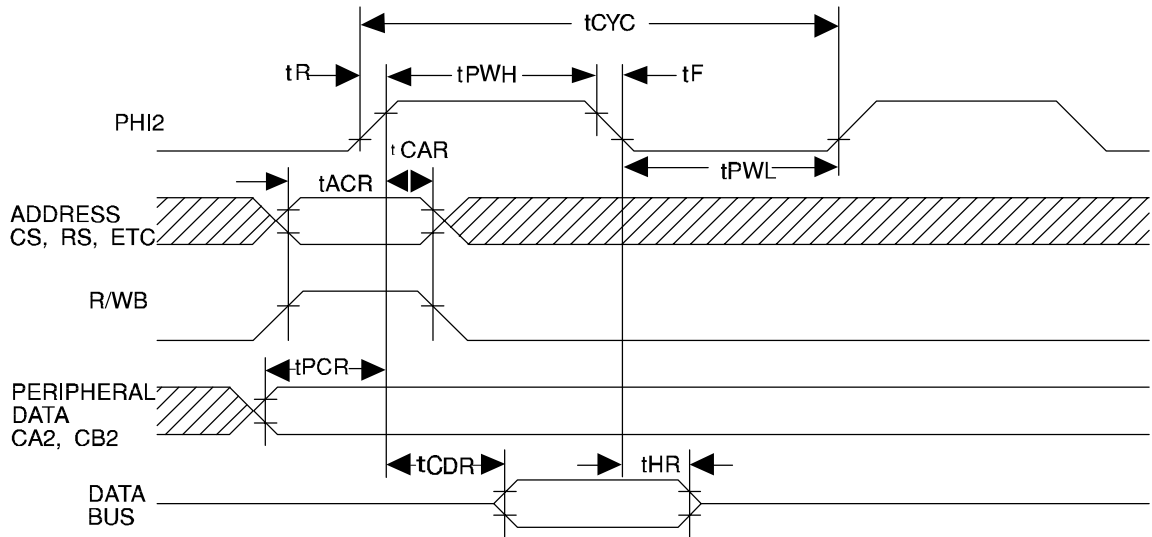 tCYC
tR
tPWH
tF
PHI2
tCAR
tPWL
tACR
ADDRESS
CS, RS, ETC
R/WB
tPCR
PERIPHERAL
DATA
CA2, CB2
tCDR
tHR
DATA
BUS